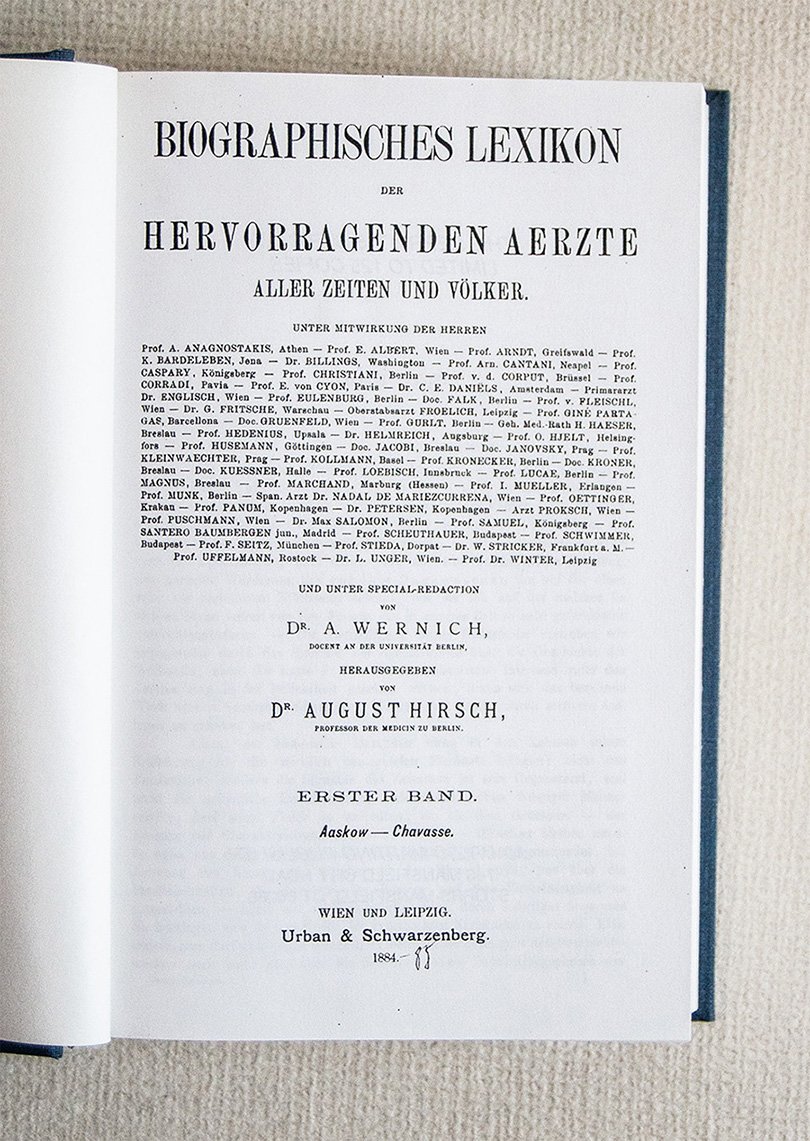 BIOGRAPHISCHES LEXIKON
DER
HERVORRAGENDEN AERZTE
ALLER ZEITEN UND VÖLKER.
UNTER MITWIRKUNG DER HERREN
Prof. A. ANAGNOSTAKIS, Athen — Prof. E. ALBERT, Wien — Prof. ARNDT, Greifswald — Prof.
K. BARDELEBEN, Jena — Dr. BILLINGS, Washington — Prof. Arn. CANTANI, Neapel — Prof.
CASPARY, Königsberg — Prof. CHRISTIANI, Berlin — Prof. v. d. CORPUT, Brüssel — Prof.
CORRADI, Pavia — Prof. E. von CYON, Paris — Dr. C. E. DANIËLS, Amsterdam — Primararzt
Dr. ENGLISCH, Wien — Prof. EULENBURG, Berlin — Doc. FALK, Berlin — Prof. v. FLEISCHL,
Wien — Dr. G. FRITSCHE, Warschau — Oberstabsarzt FROELICH, Leipzig — Prof. GINÉ PARTA-
GAS, Barcellona — Doc. GRUENFELD, Wien — Prof. GURLT, Berlin — Geh. Med.-Rath H. HAESER,
Breslau — Prof. HEDENIUS, Upsala — Dr. HELMREICH, Augsburg — Prof. O. HJELT, Helsing-
fors — Prof. HUSEMANN, Göttingen — Doc. JACOBI, Breslau — Doc. JANOVSKY, Prag — Prof.
KLEINWAECHTER, Prag — Prof. KOLLMANN, Basel — Prof. KRONECKER, Berlin — Doc. KRONER,
Breslau — Doc. KUESSNER, Halle — Prof. LOEBISCH, Innsbruck — Prof. LUCAE, Berlin — Prof.
MAGNUS, Breslau — Prof. MARCHAND, Marburg (Hessen) — Prof. I. MUELLER, Erlangen —
Prof. MUNK, Berlin — Span. Arzt Dr. NADAL DE MARIEZCURRENA, Wien — Prof. OETTINGER,
Krakau — Prof. PANUM, Kopenhagen — Dr. PETERSEN, Kopenhagen — Arzt PROKSCH, Wien —
Prof. PUSCHMANN, Wien — Dr. Max SALOMON, Berlin — Prof. SAMUEL, Königsberg — Prof.
SANTERO BAUMBERGEN jun., Madrid — Prof. SCHEUTHAUER, Budapest — Prof. SCHWIMMER,
Budapest — Prof. F. SEITZ, München — Prof. STIEDA, Dorpat — Dr. W. STRICKER, Frankfurt a. M. —
Prof. UFFELMANN, Rostock — Dr. L. UNGER, Wien. — Prof. Dr. WINTER, Leipzig
UND UNTER SPECIAL-REDACTION
VON
DR. A. WERNICH,
DOCENT AN DER UNIVERSITÄT BERLIN,
HERAUSGEGEBEN
VON
DR. AUGUST HIRSCH,
PROFESSOR DER MEDICIN ZU BERLIN.
ERSTER BAND.
Aaskow — Chavasse.
WIEN UND LEIPZIG.
Urban & Schwarzenberg.
1884.-88